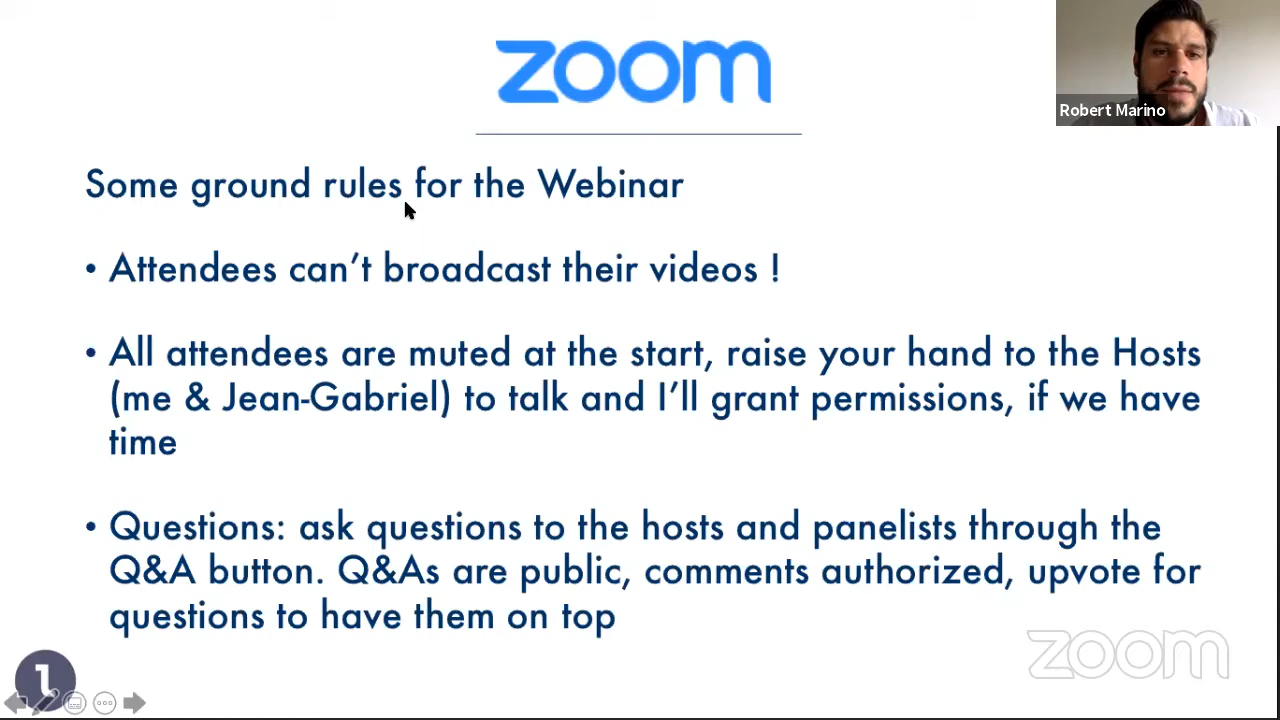 zoom
Robert Marino
Some ground rules for the Webinar
• Attendees can’t broadcast their videos !
• All attendees are muted at the start, raise your hand to the Hosts
(me & Jean-Gabriel) to talk and I’ll grant permissions, if we have
time
• Questions: ask questions to the hosts and panelists through the
Q&A button. Q&As are public, comments authorized, upvote for
questions to have them on top
zoom
1